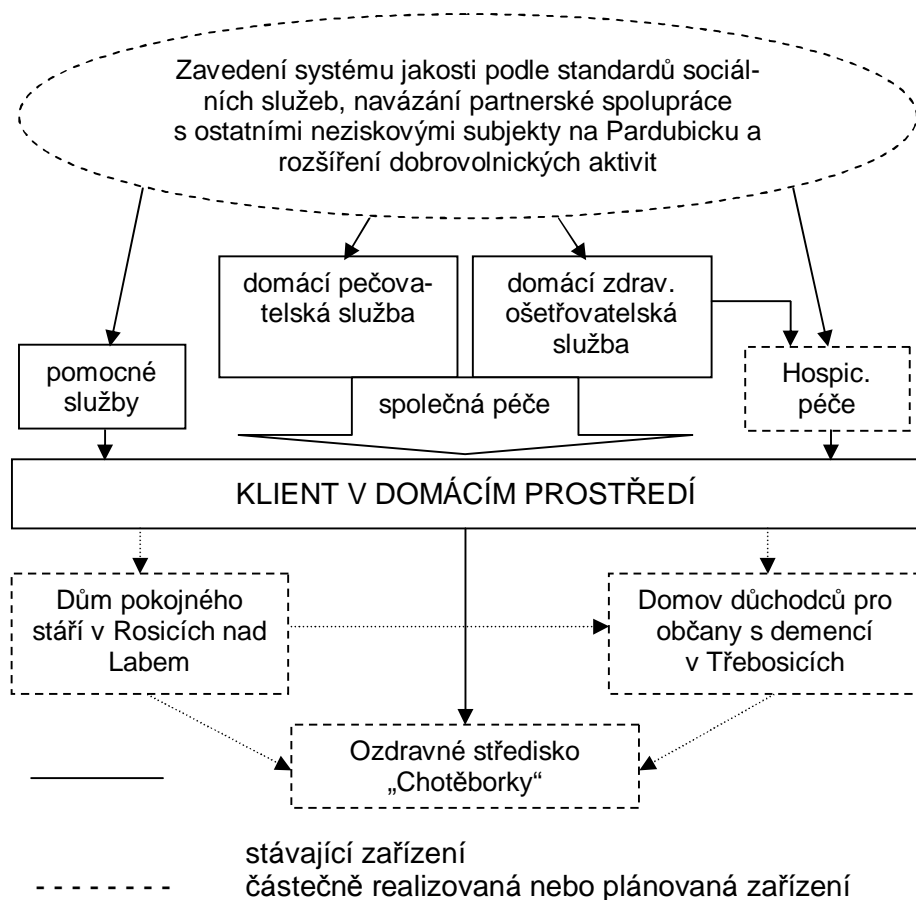 Zavedení systému jakosti podle standardů sociál-
ních služeb, navázání partnerské spolupráce
s ostatními neziskovými subjekty na Pardubicku a
rozšíření dobrovolnických aktivit
domácí pečova-
telská služba
domácí zdrav.
ošetřovatelská
služba
pomocné
služby
společná péče
Hospic.
péče
KLIENT V DOMÁCÍM PROSTŘEDÍ
Dům pokojného
stáří v Rosicích nad
Labem
Domov důchodců pro
občany s demencí
v Třebosicích
Ozdravné středisko
„Chotěborky“
stávající zařízení
částečně realizovaná nebo plánovaná zařízení